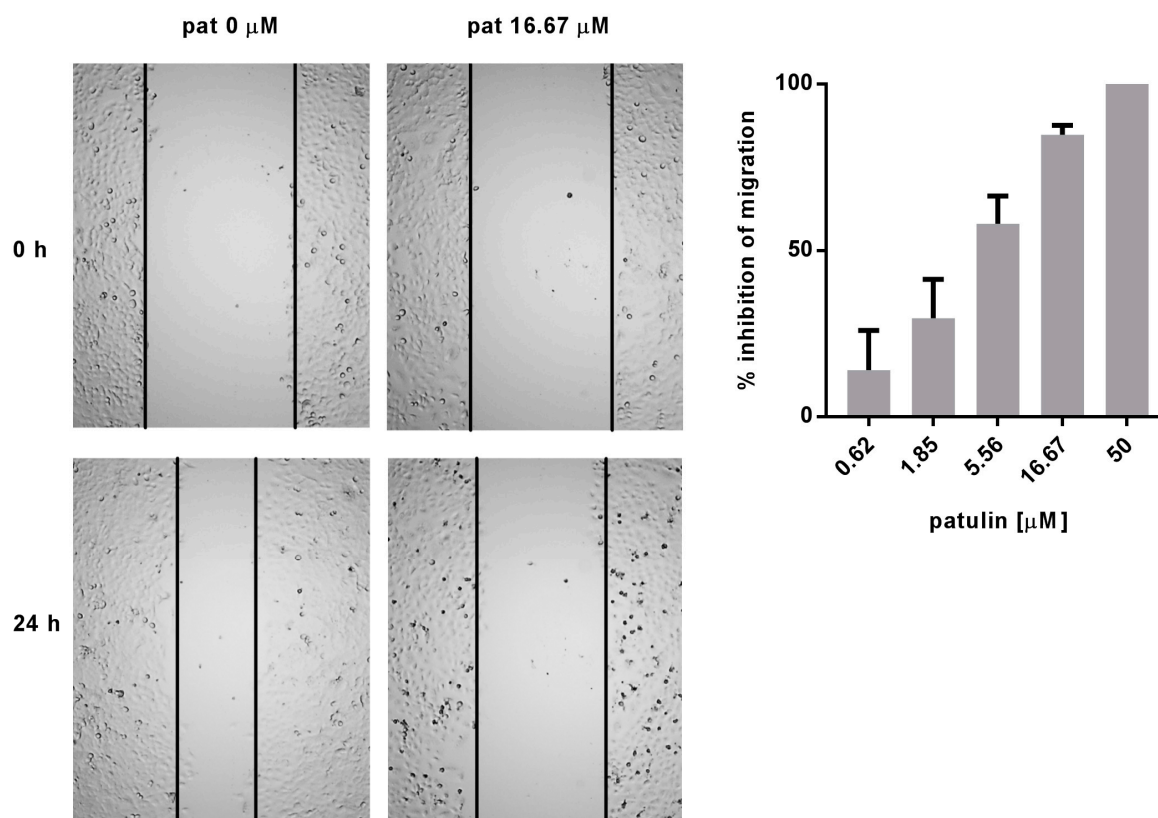 pat 0 μM
pat 16.67 μM
0 h
24 h
% inhibition of migration
100
50
0
0.62
1.85
5.56
16.67
50
patulin [μM]